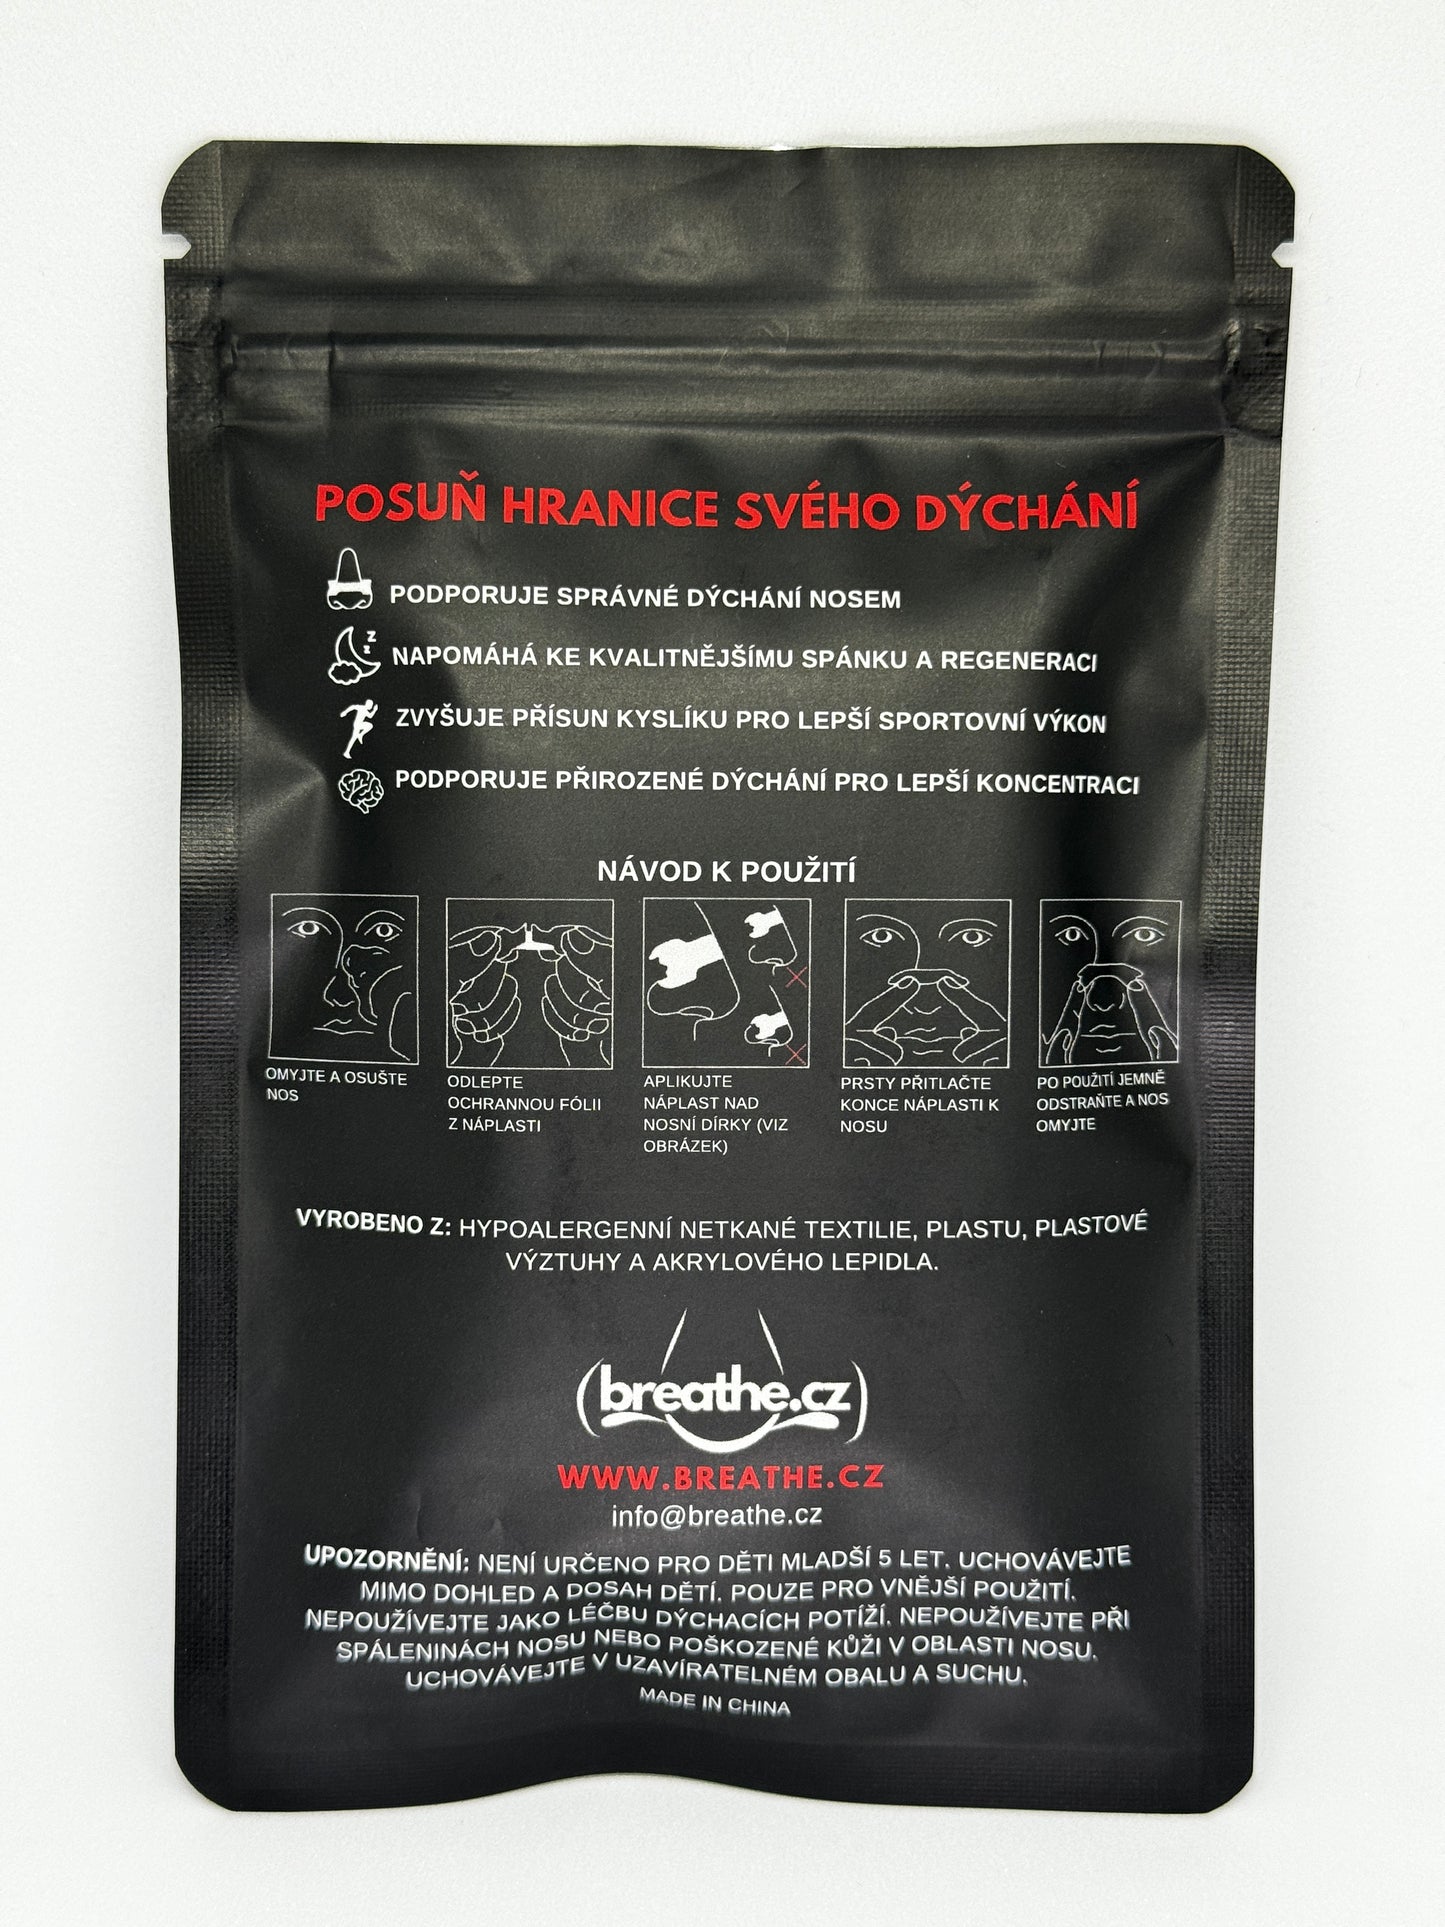 POSUŇ HRANICE SVÉHO DÝCHÁNÍ
PODPORUJE SPRÁVNÉ DÝCHÁNÍ NOSEM
z
z
NAPOMÁHÁ KE KVALITNĚJŠÍMU SPÁNKU A REGENERACI
ZVYŠUJE PŘÍSUN KYSLÍKU PRO LEPŠÍ SPORTOVNÍ VÝKON
PODPORUJE PŘIROZENÉ DÝCHÁNÍ PRO LEPŠÍ KONCENTRACI
NÁVOD K POUŽITÍ
OMYJTE A OSUŠTE
NOS
ODLEPTE
OCHRANNOU FÓLII
Z NÁPLASTI
APLIKUJTE
NÁPLAST NAD
NOSNÍ DÍRKY (VIZ
OBRÁZEK)
PRSTY PŘITLAČTE
KONCE NÁPLASTI K
NOSU
PO POUŽITÍ JEMNĚ
ODSTRAŇTE A NOS
OMYJTE
VYROBENO Z: HYPOALERGENNÍ NETKANÉ TEXTILIE, PLASTU, PLASTOVÉ
VÝZTUHY A AKRYLOVÉHO LEPIDLA.
breathe.cz
WWW.BREATHE.CZ
info@breathe.cz
UPOZORNĚNÍ: NENÍ URČENO PRO DĚTI MLADŠÍ 5 LET. UCHOVÁVEJTE
MIMO DOHLED A DOSAH DĚTÍ. POUZE PRO VNĚJŠÍ POUŽITÍ.
NEPOUŽÍVEJTE JAKO LÉČBU DÝCHACÍCH POTÍŽÍ. NEPOUŽÍVEJTE PŘI
SPÁLENINÁCH NOSU NEBO POŠKOZENÉ KŮŽI V OBLASTI NOSU.
UCHOVÁVEJTE V UZAVÍRATELNÉM OBALU A SUCHU.
MADE IN CHINA